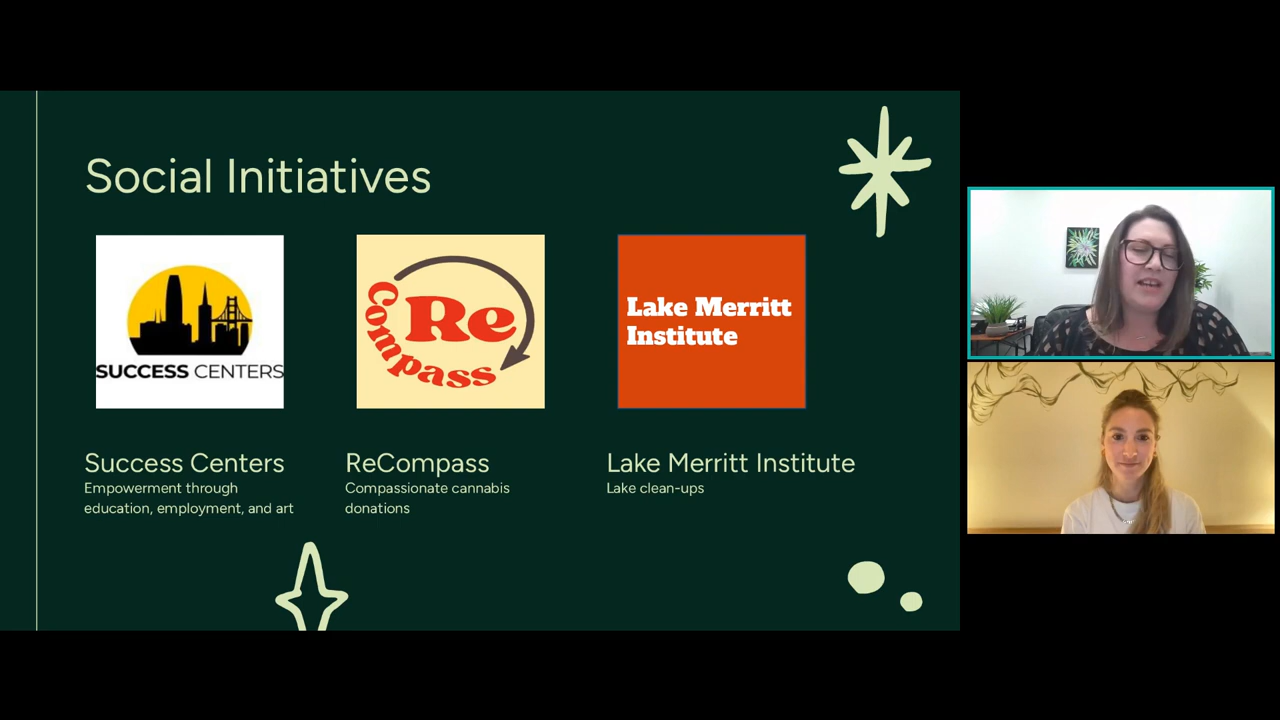 Social Initiatives
SUCCESS CENTERS
Re
Compass
Lake Merritt
Institute
Success Centers
Empowerment through
education, employment, and art
ReCompass
Compassionate cannabis
donations
Lake Merritt Institute
Lake clean-ups